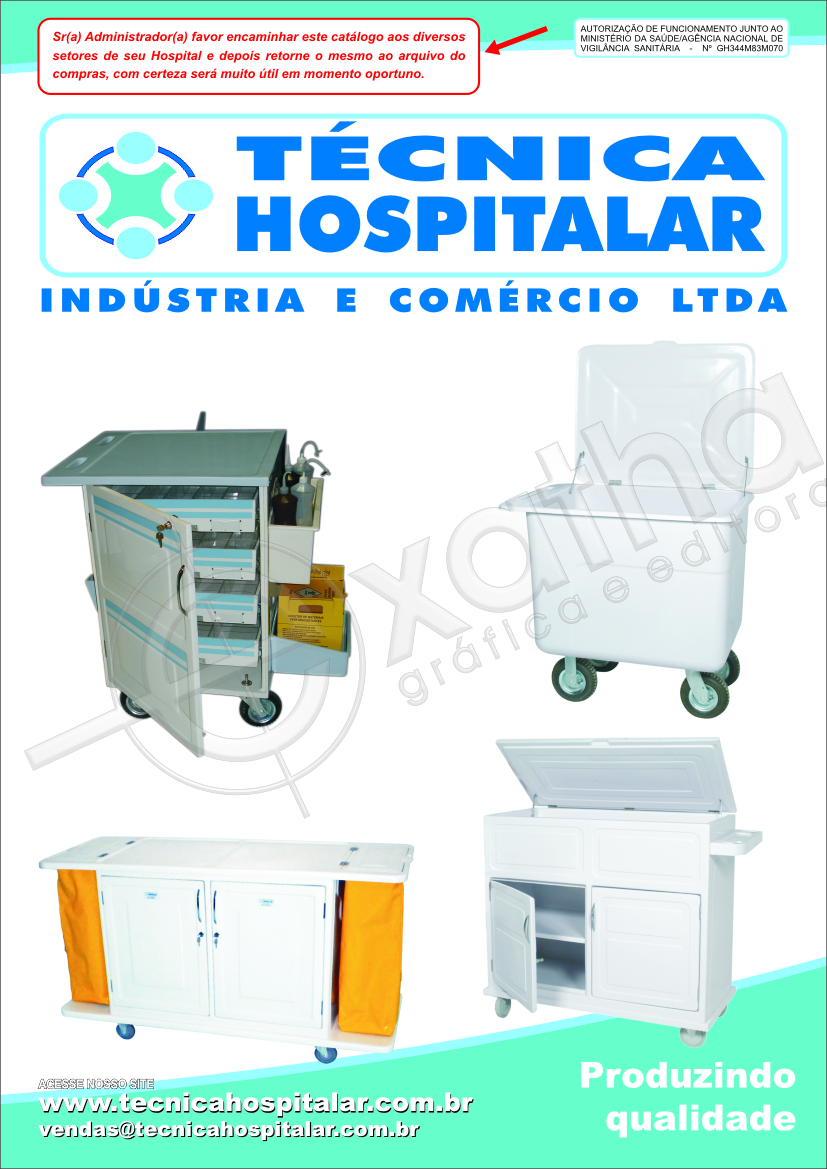 Sr(a) Administrador(a) favor encaminhar este catálogo aos diversos
setores de seu Hospital e depois retorne o mesmo ao arquivo do
compras, com certeza será muito útil em momento oportuno.
AUTORIZAÇÃO DE FUNCIONAMENTO JUNTO AO
MINISTÉRIO DA SAÚDE/AGÊNCIA NACIONAL DE
VIGILÂNCIA SANITÁRIA - Nº GH344M83M070
TÉCNICA
HOSPITALAR
INDÚSTRIA E COMÉRCIO LTDA
exatha
gráfica e editora
ACESSE NOSSO SITE
www.tecnicahospitalar.com.br
vendas@tecnicahospitalar.com.br
Produzindo
qualidade